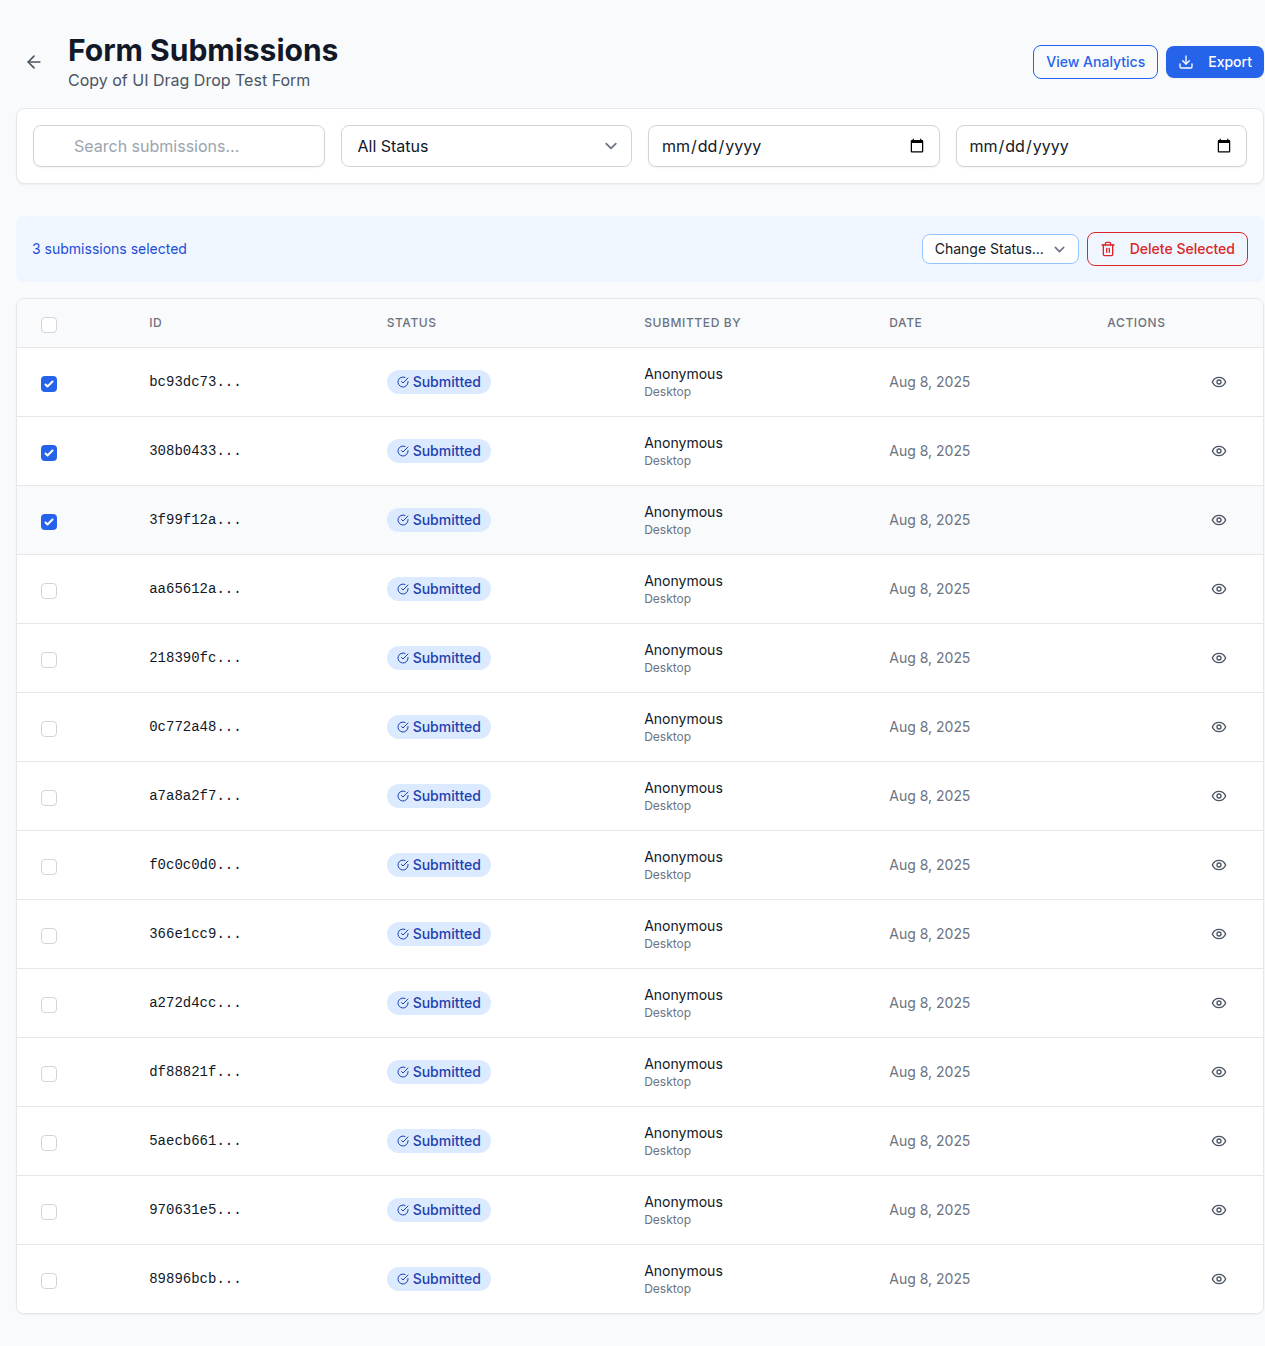 Form Submissions
Copy of UI Drag Drop Test Form
View Analytics
Export
Search submissions...
All Status
mm/dd/yyyy
mm/dd/yyyy
3 submissions selected
Change Status...
Delete Selected
ID STATUS SUBMITTED BY DATE ACTIONS
bc93dc73... Submitted Anonymous Aug 8, 2025
Desktop
308b0433... Submitted Anonymous Aug 8, 2025
Desktop
3f99f12a... Submitted Anonymous Aug 8, 2025
Desktop
aa65612a... Submitted Anonymous Aug 8, 2025
Desktop
218390fc... Submitted Anonymous Aug 8, 2025
Desktop
0c772a48... Submitted Anonymous Aug 8, 2025
Desktop
a7a8a2f7... Submitted Anonymous Aug 8, 2025
Desktop
f0c0c0d0... Submitted Anonymous Aug 8, 2025
Desktop
366e1cc9... Submitted Anonymous Aug 8, 2025
Desktop
a272d4cc... Submitted Anonymous Aug 8, 2025
Desktop
df88821f... Submitted Anonymous Aug 8, 2025
Desktop
5aecb661... Submitted Anonymous Aug 8, 2025
Desktop
970631e5... Submitted Anonymous Aug 8, 2025
Desktop
89896bcb... Submitted Anonymous Aug 8, 2025
Desktop